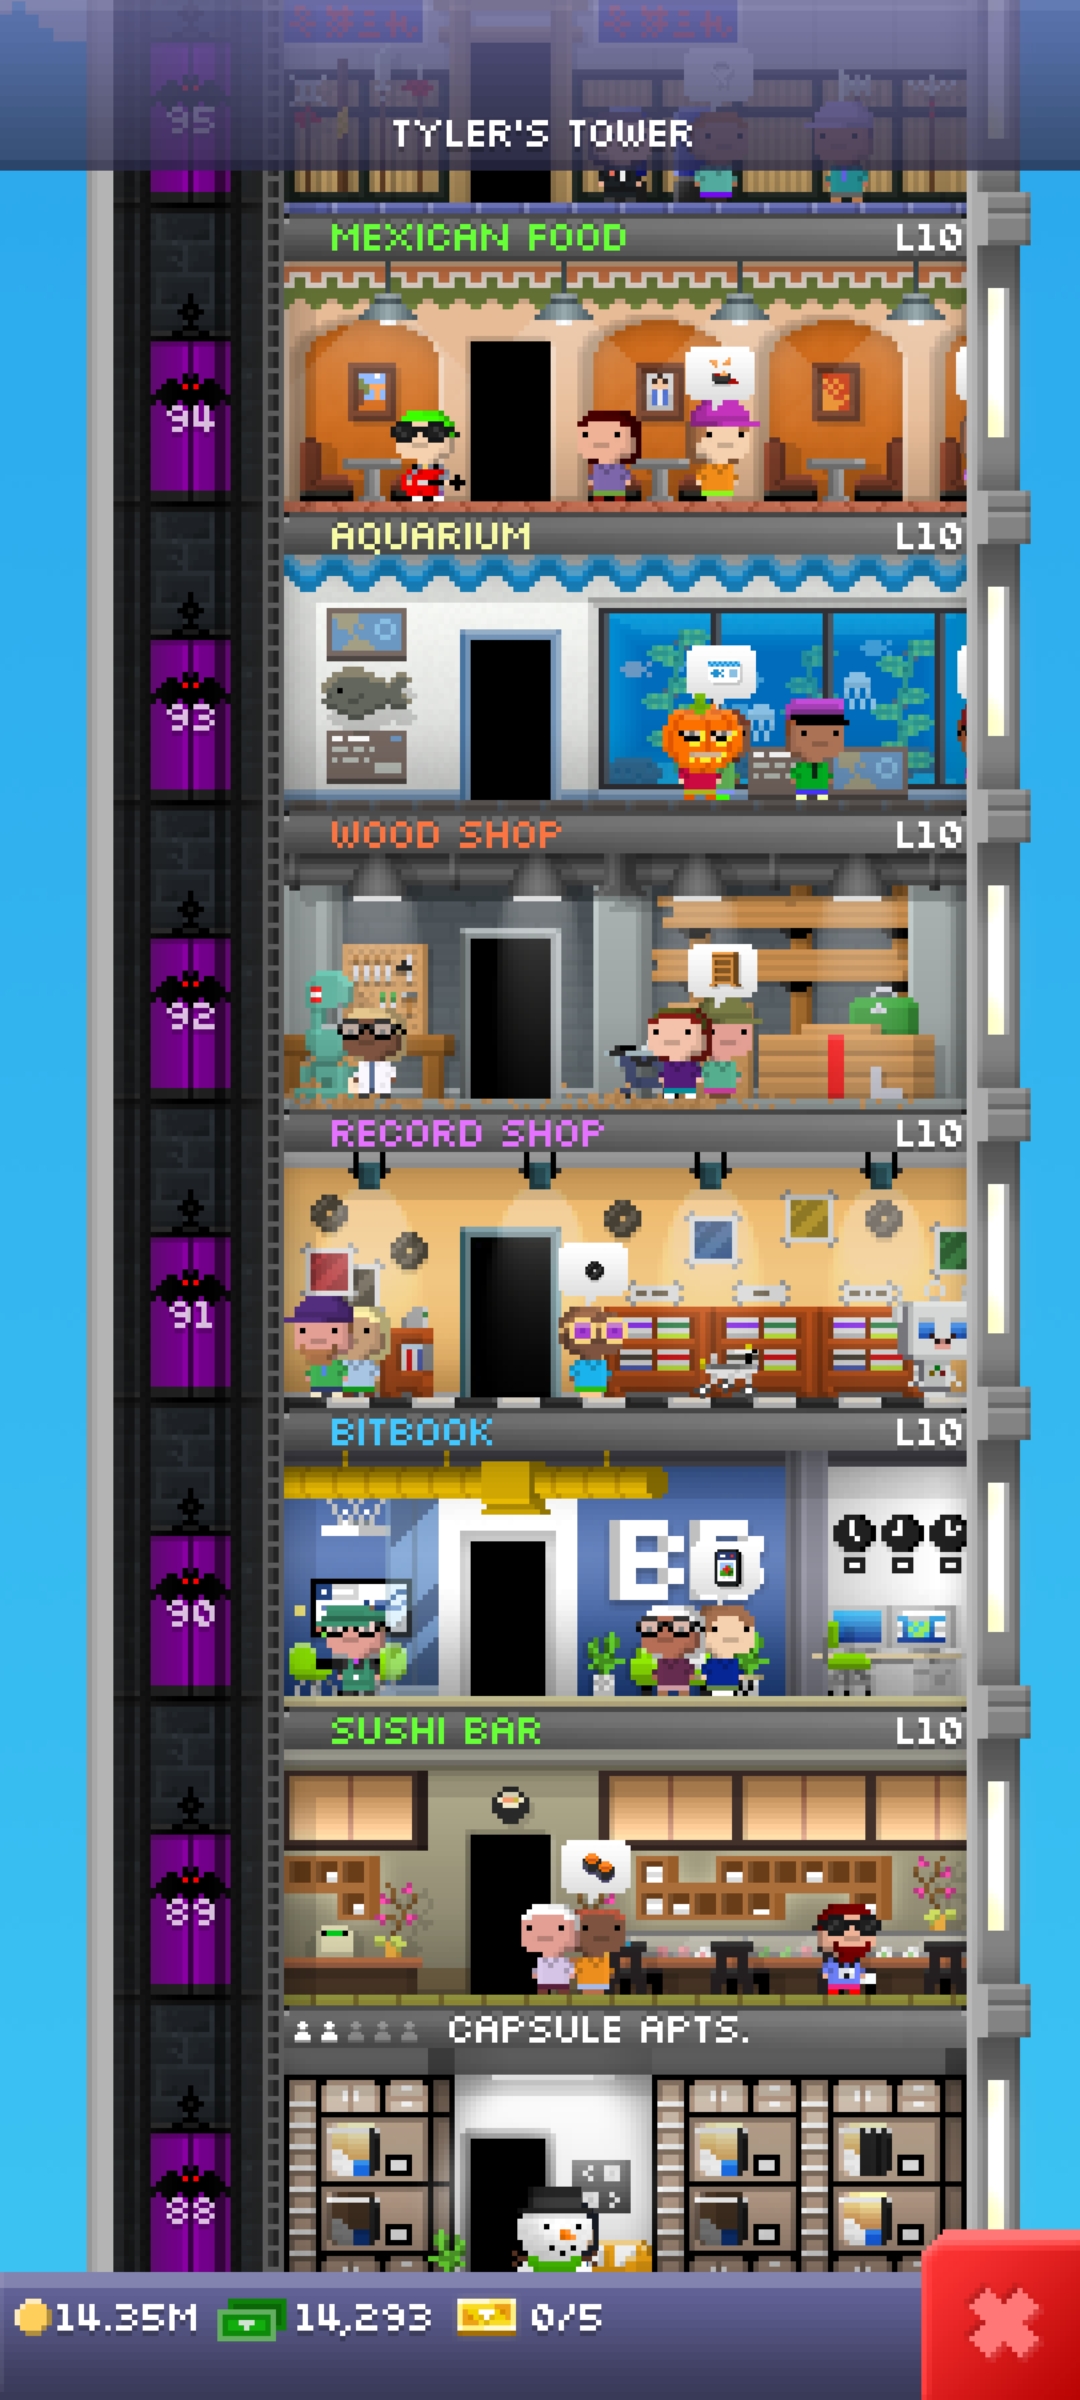 95
TYLER'S TOWER
MEXICAN FOOD L10
94
AQUARIUM L10
93
WOOD SHOP L10
92
RECORD SHOP L10
91
BITBOOK L10
BB
90
SUSHI BAR L10
89
CAPSULE APTS.
88
14.35M 14,293 0/5